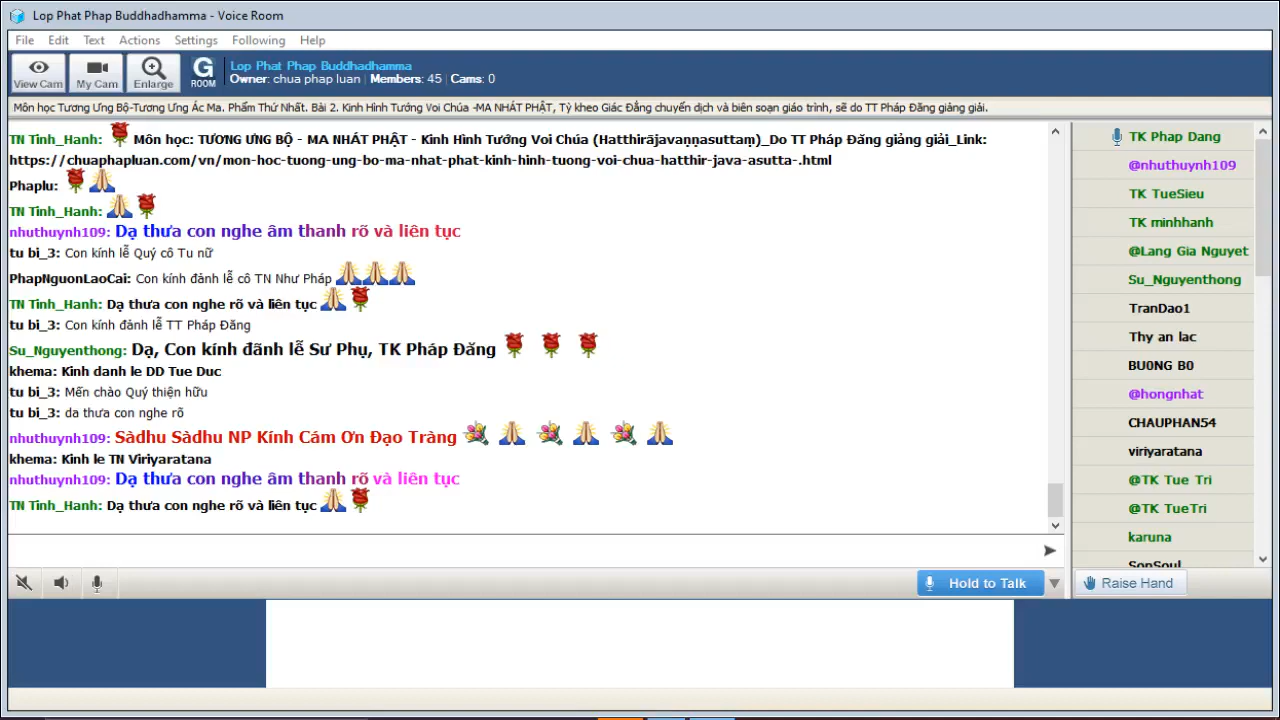 Lop Phat Phap Buddhadhamma - Voice Room
File Edit Text Actions Settings Following Help
View Cam My Cam Enlarge G ROOM
Lop Phat Phap Buddhadhamma
Owner: chua phap luan | Members: 45 | Cams: 0
Môn học Tương Ưng Bộ-Tương Ưng Ác Ma. Phẩm Thứ Nhất. Bài 2. Kinh Hình Tướng Voi Chúa -MA NHÁT PHẬT, Tỳ kheo Giác Đẳng chuyển dịch và biên soạn giáo trình, sẽ do TT Pháp Đăng giảng giải.
TN Tinh_Hanh: Môn học: TƯƠNG ƯNG BỘ - MA NHÁT PHẬT - Kinh Hình Tướng Voi Chúa (Hatthirājavaṇṇasuttaṃ)_Do TT Pháp Đăng giảng giải_Link:
https://chuaphapluan.com/vn/mon-hoc-tuong-ung-bo-ma-nhat-phat-kinh-hinh-tuong-voi-chua-hatthir-java-asutta-.html
Phaplu:
TN Tinh_Hanh:
nhuthuynh109: Dạ thưa con nghe âm thanh rõ và liên tục
tu bi_3: Con kính lễ Quý cô Tu nữ
PhapNguonLaoCai: Con kính đảnh lễ cô TN Như Pháp
TN Tinh_Hanh: Dạ thưa con nghe rõ và liên tục
tu bi_3: Con kính đảnh lễ TT Pháp Đăng
Su_Nguyenthong: Dạ, Con kính đãnh lễ Sư Phụ, TK Pháp Đăng
khema: Kinh danh le DD Tue Duc
tu bi_3: Mến chào Quý thiện hữu
tu bi_3: da thưa con nghe rõ
nhuthuynh109: Sàdhu Sàdhu NP Kính Cám Ơn Đạo Tràng
khema: Kinh le TN Viriyaratana
nhuthuynh109: Dạ thưa con nghe âm thanh rõ và liên tục
TN Tinh_Hanh: Dạ thưa con nghe rõ và liên tục
TK Phap Dang
@nhuthuynh109
TK TueSieu
TK minhhanh
@Lang Gia Nguyet
Su_Nguyenthong
TranDao1
Thy an lac
BU0NG B0
@hongnhat
CHAUPHAN54
viriyaratana
@TK Tue Tri
@TK TueTri
karuna
SonSoul
Hold to Talk
Raise Hand